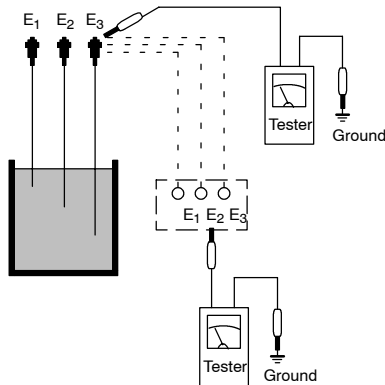 E1 E2 E3
Tester
Ground
E1 E2 E3
Tester
Ground